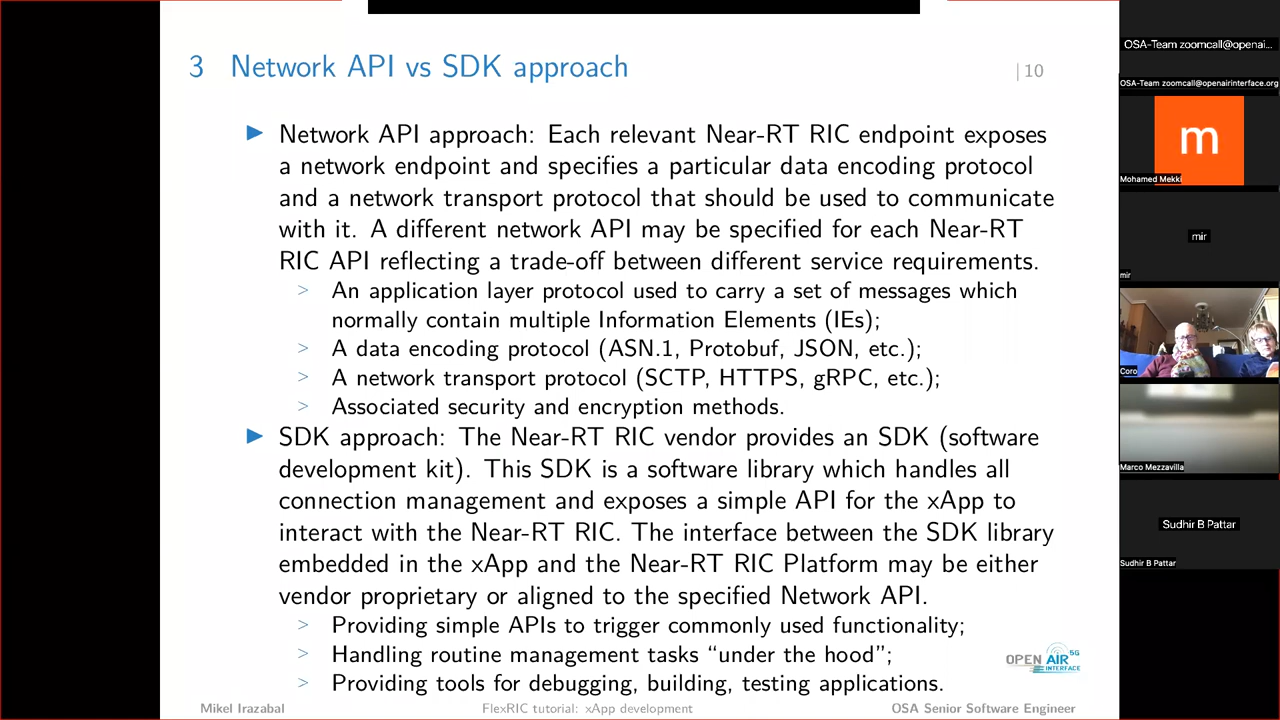 3 Network API vs SDK approach
| 10
▶ Network API approach: Each relevant Near-RT RIC endpoint exposes
a network endpoint and specifies a particular data encoding protocol
and a network transport protocol that should be used to communicate
with it. A different network API may be specified for each Near-RT
RIC API reflecting a trade-off between different service requirements.
> An application layer protocol used to carry a set of messages which
normally contain multiple Information Elements (IEs);
> A data encoding protocol (ASN.1, Protobuf, JSON, etc.);
> A network transport protocol (SCTP, HTTPS, gRPC, etc.);
> Associated security and encryption methods.
▶ SDK approach: The Near-RT RIC vendor provides an SDK (software
development kit). This SDK is a software library which handles all
connection management and exposes a simple API for the xApp to
interact with the Near-RT RIC. The interface between the SDK library
embedded in the xApp and the Near-RT RIC Platform may be either
vendor proprietary or aligned to the specified Network API.
> Providing simple APIs to trigger commonly used functionality;
> Handling routine management tasks “under the hood”;
> Providing tools for debugging, building, testing applications.
OPEN AIR 5G
INTERFACE
Mikel Irazabal
FlexRIC tutorial: xApp development
OSA Senior Software Engineer
OSA-Team zoomcall@openai...
OSA-Team zoomcall@openairinterface.org
m
Mohamed Mekki
mir
mir
Coro
Marco Mezzavilla
Sudhir B Pattar
Sudhir B Pattar